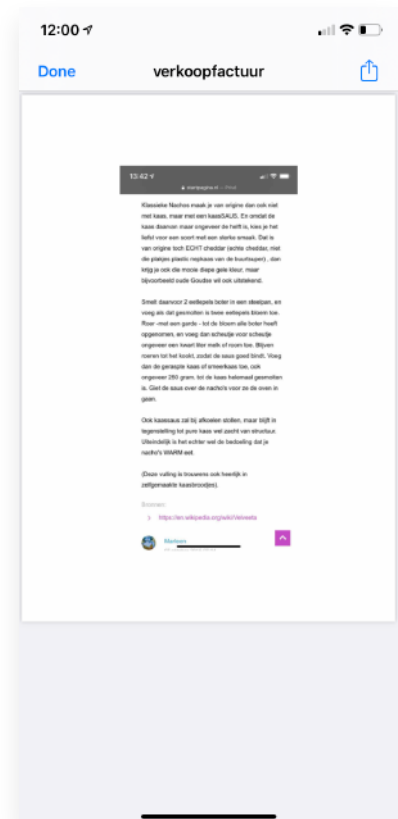 12:00
Done
verkoopfactuur
13:42
startpagina.nl
Klassieke Nachos maak je van origine dan ook niet
met kaas, maar met een kaasSAUS. En omdat de
kaas daarvan maar ongeveer de helft is, kies je het
liefst voor een soort met een sterke smaak. Dat is
van origine toch ECHT cheddar (echte chedder, niet
die plakjes plastic nepkaas van de buurtsuper) , dan
krijg je ook die mooie diepe gele kleur, maar
bijvoorbeeld oude Goudse wil ook uitstekend.
Smelt daarvoor 2 eetlepels boter in een steelpan, en
voeg als dat gesmolten is twee eetlepels bloem toe.
Roer -met een garde - tot de bloem alle boter heeft
opgenomen, en voeg dan scheutje voor scheutje
ongeveer een kwart liter melk of room toe. Blijven
roeren tot het kookt, zodat de saus goed bindt. Voeg
dan de geraspte kaas of smeerkaas toe, ook
ongeveer 250 gram, tot de kaas helemaal gesmolten
is. Giet de saus over de nacho's voor ze de oven in
gaan.
Ook kaassaus zal bij afkoelen stollen, maar blijft in
tegenstelling tot pure kaas wel zacht van structuur.
Uiteindelijk is het echter wel de bedoeling dat je
nacho's WARM eet.
(Deze vulling is trouwens ook heerlijk in
zelfgemaakte kaasbroodjes).
Bronnen:
https://en.wikipedia.org/wiki/Velveeta